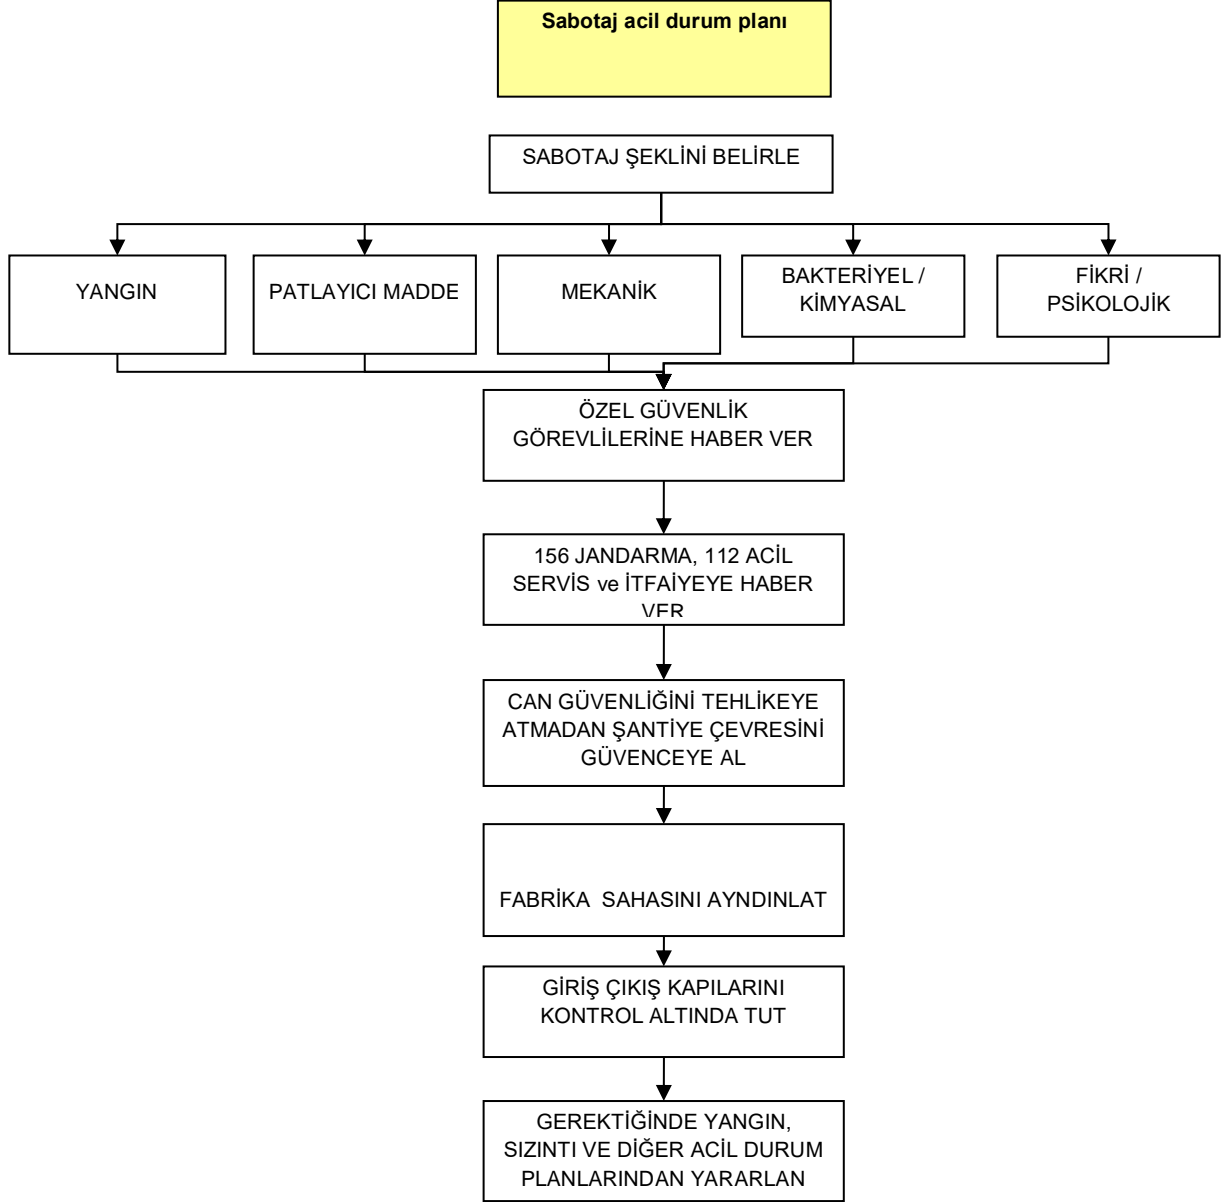 Sabotaj acil durum planı
SABOTAJ ŞEKLİNİ BELİRLE
YANGIN
PATLAYICI MADDE
MEKANİK
BAKTERİYEL /
KİMYASAL
FİKRİ /
PSİKOLOJİK
ÖZEL GÜVENLİK
GÖREVLİLERİNE HABER VER
156 JANDARMA, 112 ACİL
SERVİS ve İTFAİYEYE HABER
VER
CAN GÜVENLİĞİNİ TEHLİKEYE
ATMADAN ŞANTİYE ÇEVRESİNİ
GÜVENCEYE AL
FABRİKA  SAHASINI AYNDINLAT
GİRİŞ ÇIKIŞ KAPILARINI
KONTROL ALTINDA TUT
GEREKTİĞİNDE YANGIN,
SIZINTI VE DİĞER ACİL DURUM
PLANLARINDAN YARARLAN